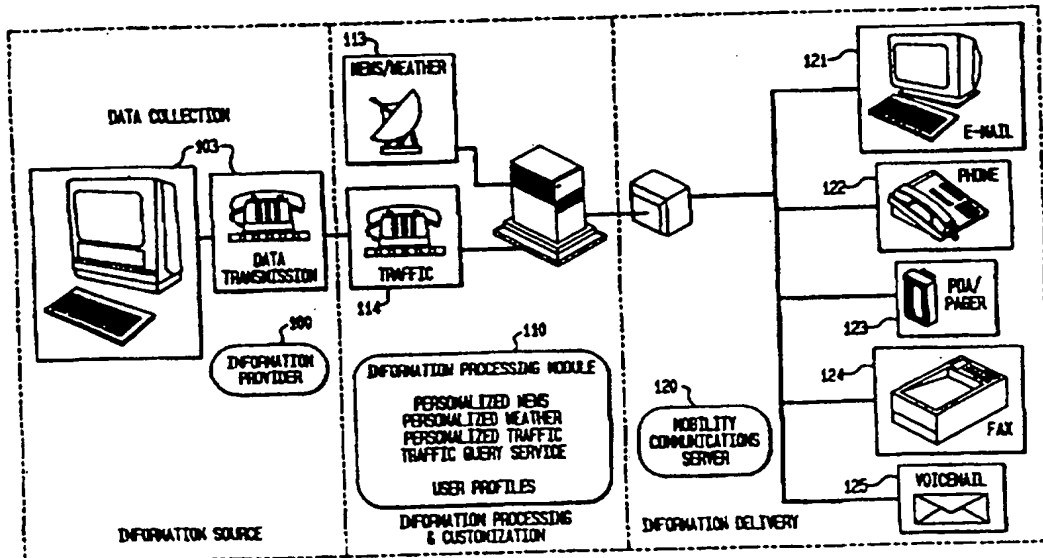 DATA COLLECTION
103
DATA
TRANSMISSION
100
INFORMATION
PROVIDER
INFORMATION SOURCE
113
NEWS/WEATHER
TRAFFIC
114
110
INFORMATION PROCESSING MODULE
PERSONALIZED NEWS
PERSONALIZED WEATHER
PERSONALIZED TRAFFIC
TRAFFIC QUERY SERVICE
USER PROFILES
INFORMATION PROCESSING
& CUSTOMIZATION
120
MOBILITY
COMMUNICATIONS
SERVER
INFORMATION DELIVERY
121
E-MAIL
122
PHONE
PDA/
PAGER
123
124
FAX
125
VOICEMAIL